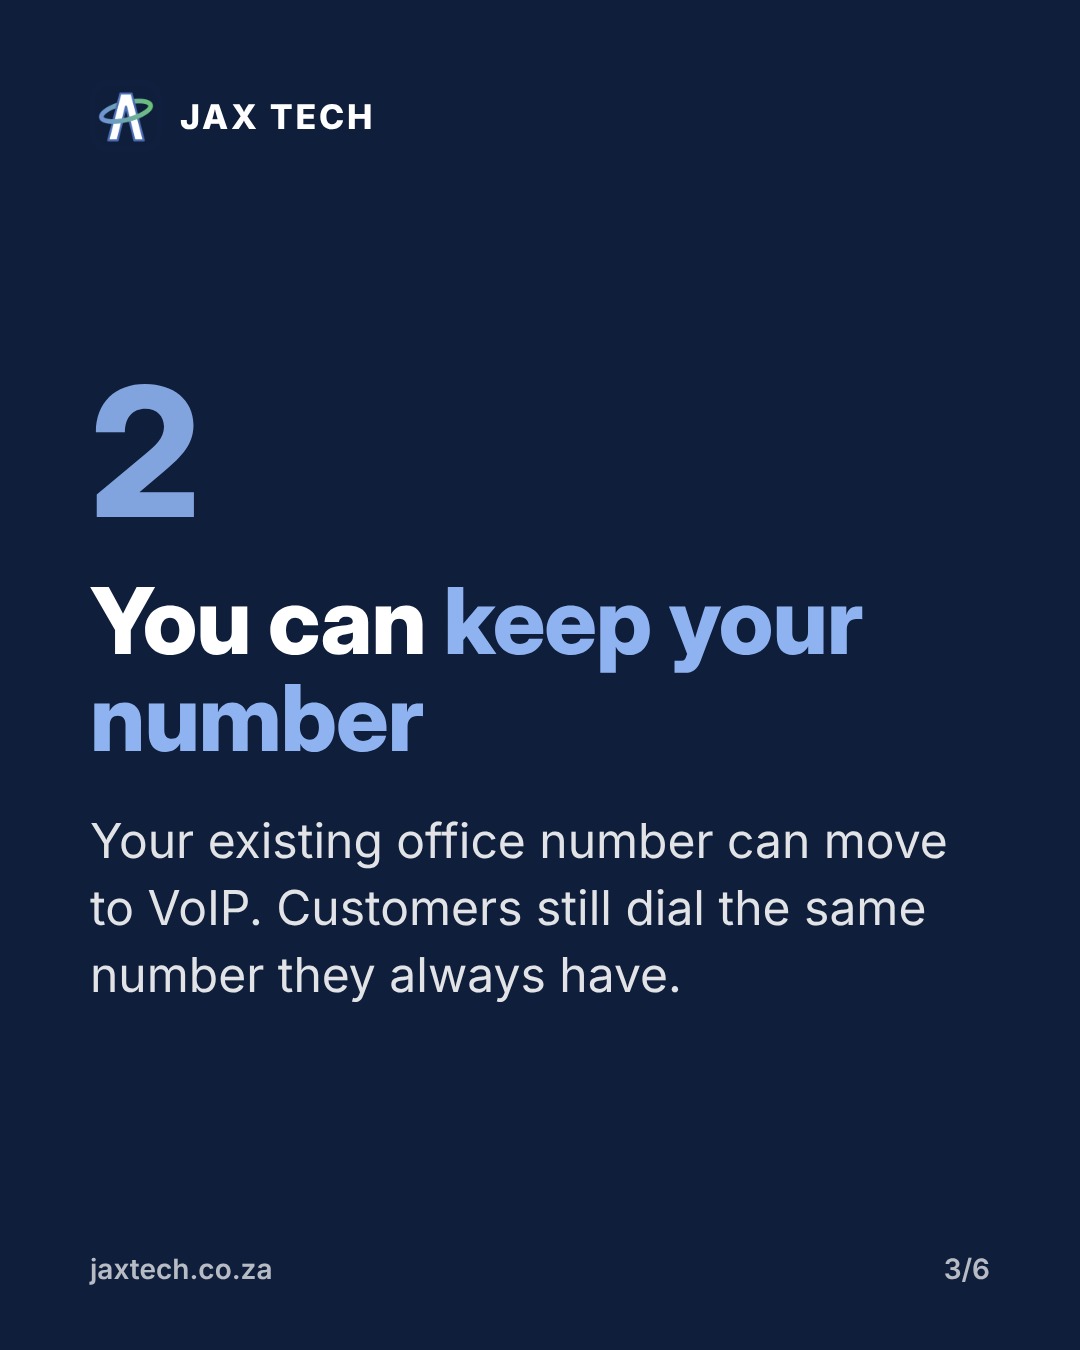 JAX TECH
2
You can keep your
number
Your existing office number can move
to VoIP. Customers still dial the same
number they always have.
jaxtech.co.za
3/6